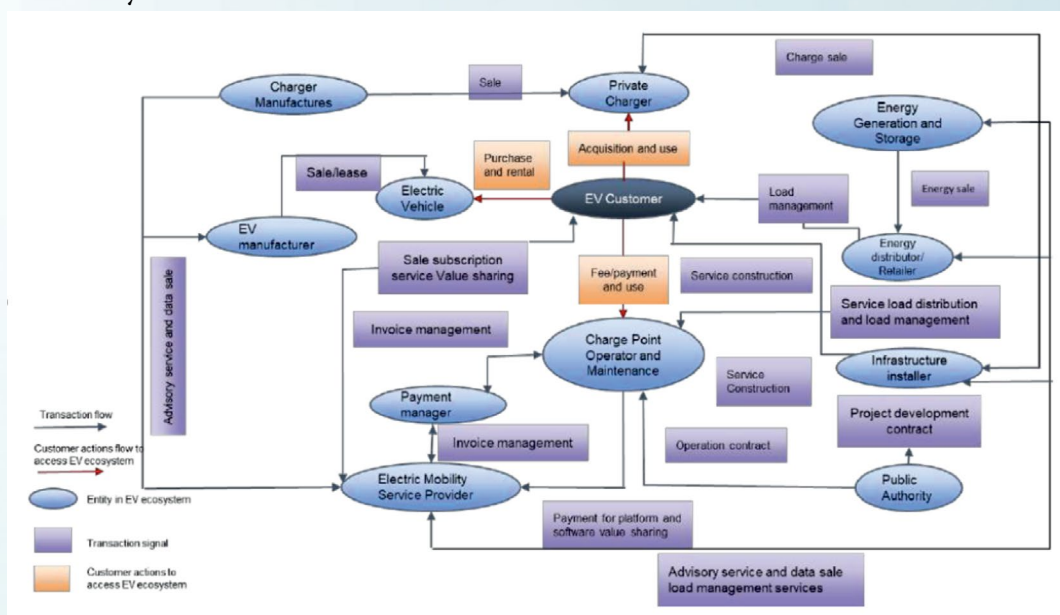 Charge sale
Charger
Manufactures
Sale
Private
Charger
Energy
Generation and
Storage
Purchase
and rental
Acquisition and use
Sale/lease
Electric
Vehicle
EV Customer
Load
management
Energy sale
EV
manufacturer
Energy
distributor/
Retailer
Sale subscription
service Value sharing
Fee/payment
and use
Service construction
Advisory service and data sale
Service load distribution
and load management
Invoice management
Charge Point
Operator and
Maintenance
Service
Construction
Infrastructure
installer
Payment
manager
Transaction flow
Project development
contract
Invoice management
Operation contract
Customer actions flow to
access EV ecosystem
Electric Mobility
Service Provider
Public
Authority
Entity in EV ecosystem
Payment for platform and
software value sharing
Transaction signal
Advisory service and data sale
load management services
Customer actions to
access EV ecosystem